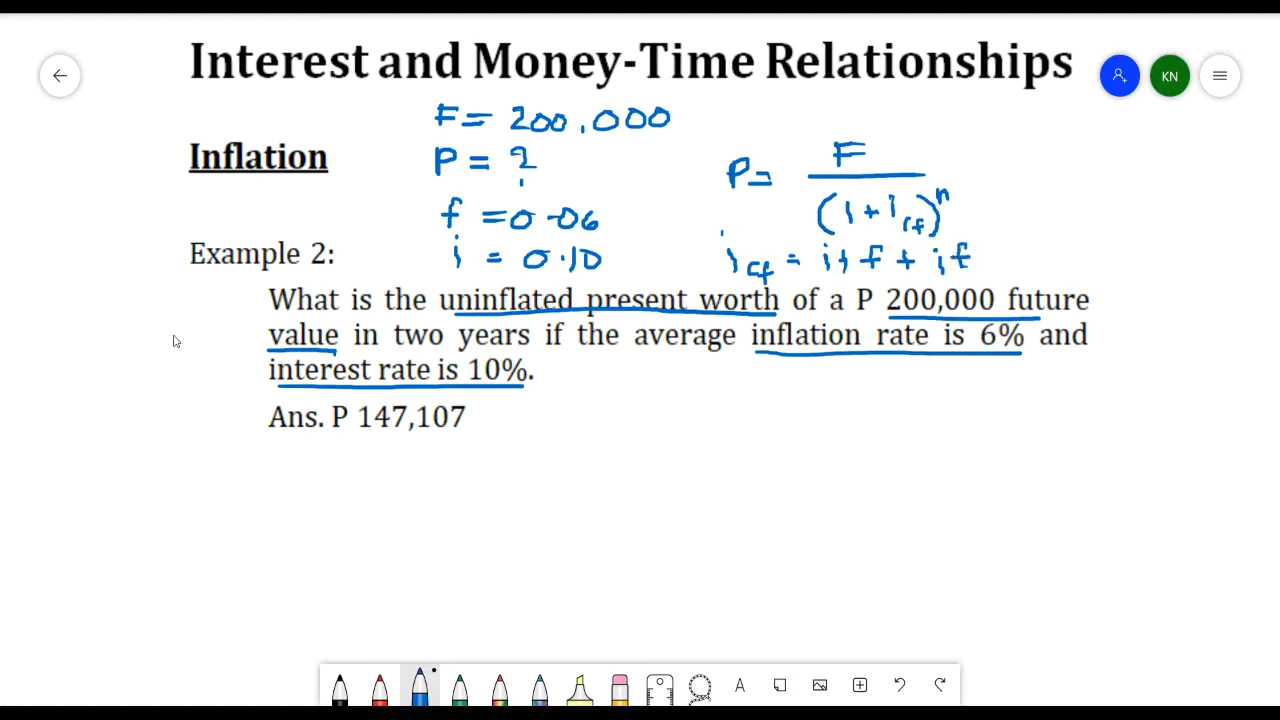 Interest and Money-Time Relationships
KN
F = 200,000
Inflation
P = ?
P = F / (1 + i cf)^n
f = 0.06
Example 2:
i = 0.10
i cf = i + f + if
What is the uninflated present worth of a P 200,000 future
value in two years if the average inflation rate is 6% and
interest rate is 10%.
Ans. P 147,107
A